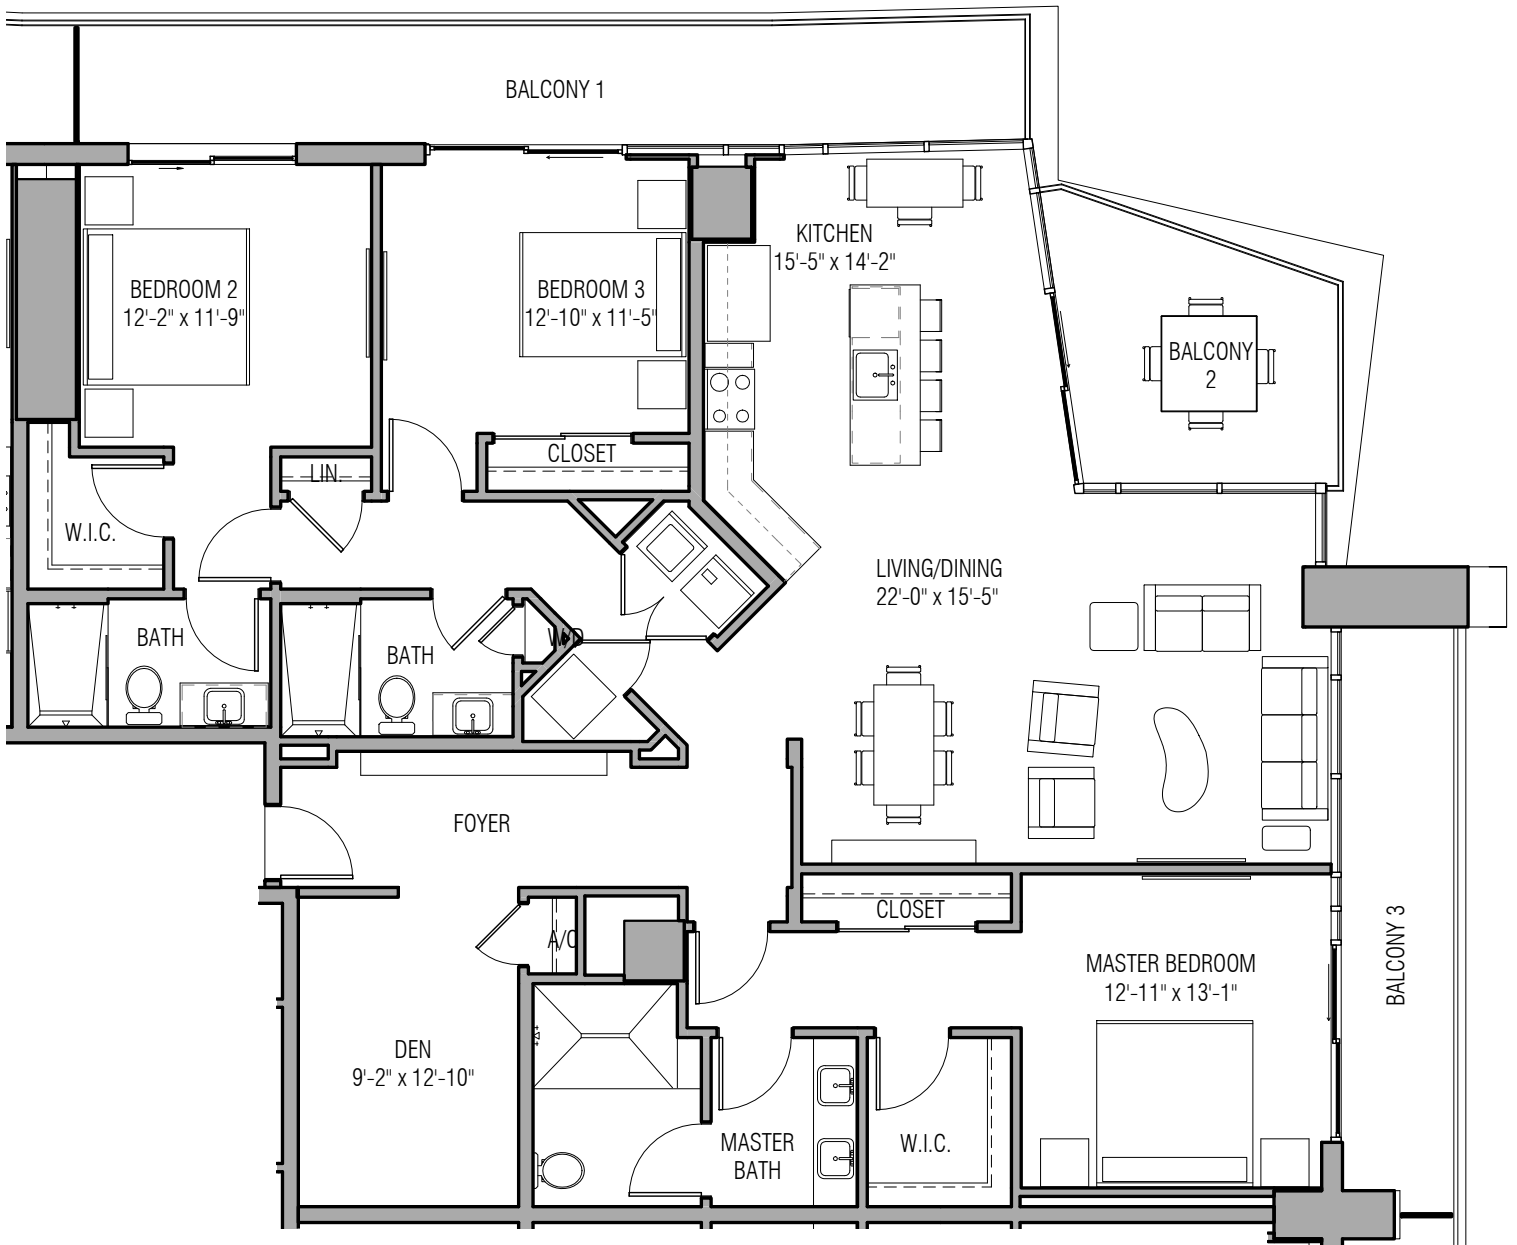 BALCONY 1
KITCHEN
15'-5" x 14'-2"
BEDROOM 2
12'-2" x 11'-9"
BEDROOM 3
12'-10" x 11'-5"
BALCONY
2
CLOSET
LIN.
W.I.C.
LIVING/DINING
22'-0" x 15'-5"
BATH
BATH
W/D
FOYER
CLOSET
A/C
MASTER BEDROOM
12'-11" x 13'-1"
BALCONY 3
DEN
9'-2" x 12'-10"
MASTER
BATH
W.I.C.